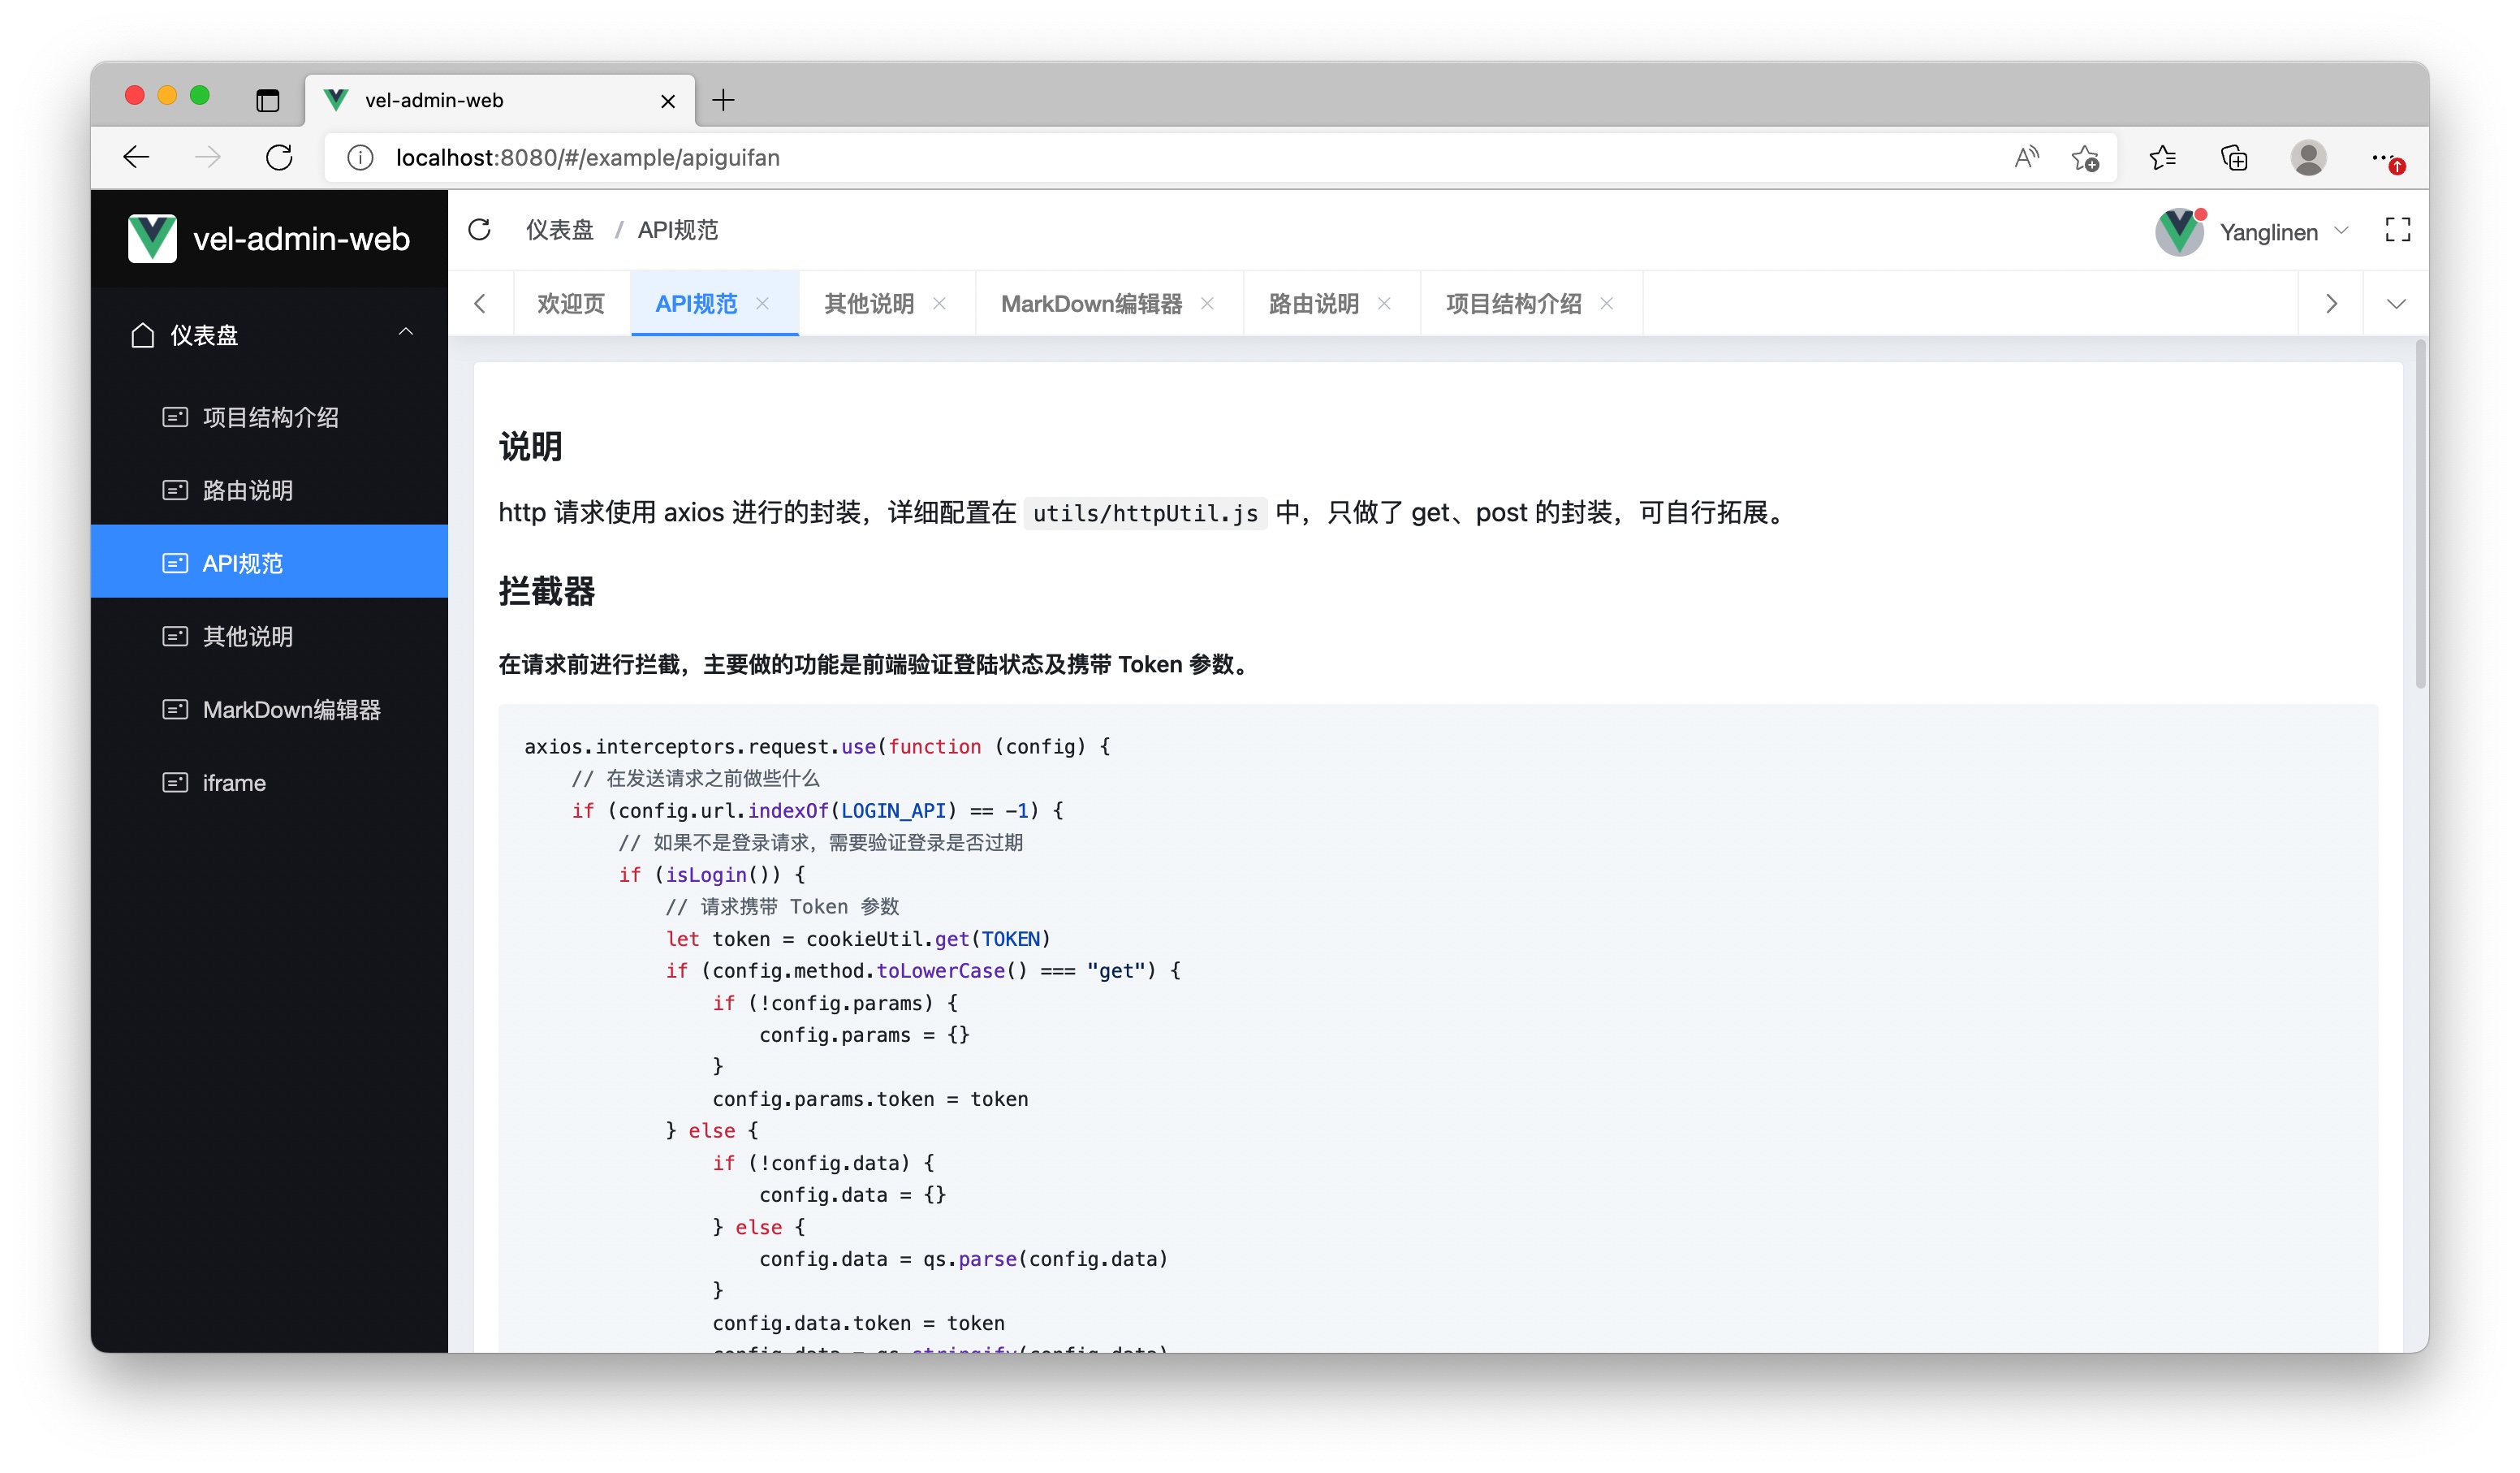 vel-admin-web
localhost:8080/#/example/apiguifan
vel-admin-web
仪表盘 / API规范
Yanglinen
欢迎页
API规范
其他说明
MarkDown编辑器
路由说明
项目结构介绍
仪表盘
项目结构介绍
路由说明
API规范
其他说明
MarkDown编辑器
iframe
说明
http 请求使用 axios 进行的封装，详细配置在 utils/httpUtil.js 中，只做了 get、post 的封装，可自行拓展。
拦截器
在请求前进行拦截，主要做的功能是前端验证登陆状态及携带 Token 参数。
axios.interceptors.request.use(function (config) {
    // 在发送请求之前做些什么
    if (config.url.indexOf(LOGIN_API) == -1) {
        // 如果不是登录请求，需要验证登录是否过期
        if (isLogin()) {
            // 请求携带 Token 参数
            let token = cookieUtil.get(TOKEN)
            if (config.method.toLowerCase() === "get") {
                if (!config.params) {
                    config.params = {}
                }
                config.params.token = token
            } else {
                if (!config.data) {
                    config.data = {}
                } else {
                    config.data = qs.parse(config.data)
                }
                config.data.token = token
                config.data = qs.stringify(config.data)